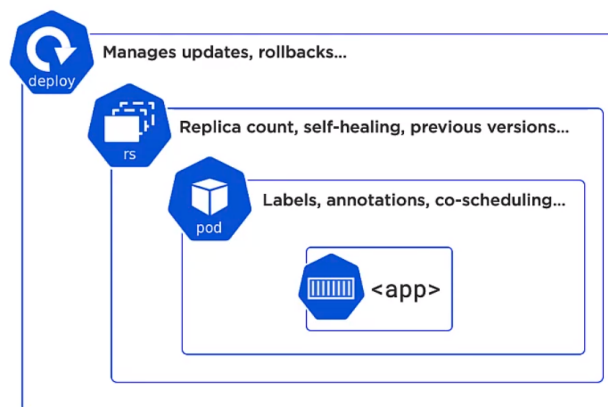 deploy
Manages updates, rollbacks...
rs
Replica count, self-healing, previous versions...
pod
Labels, annotations, co-scheduling...
<app>